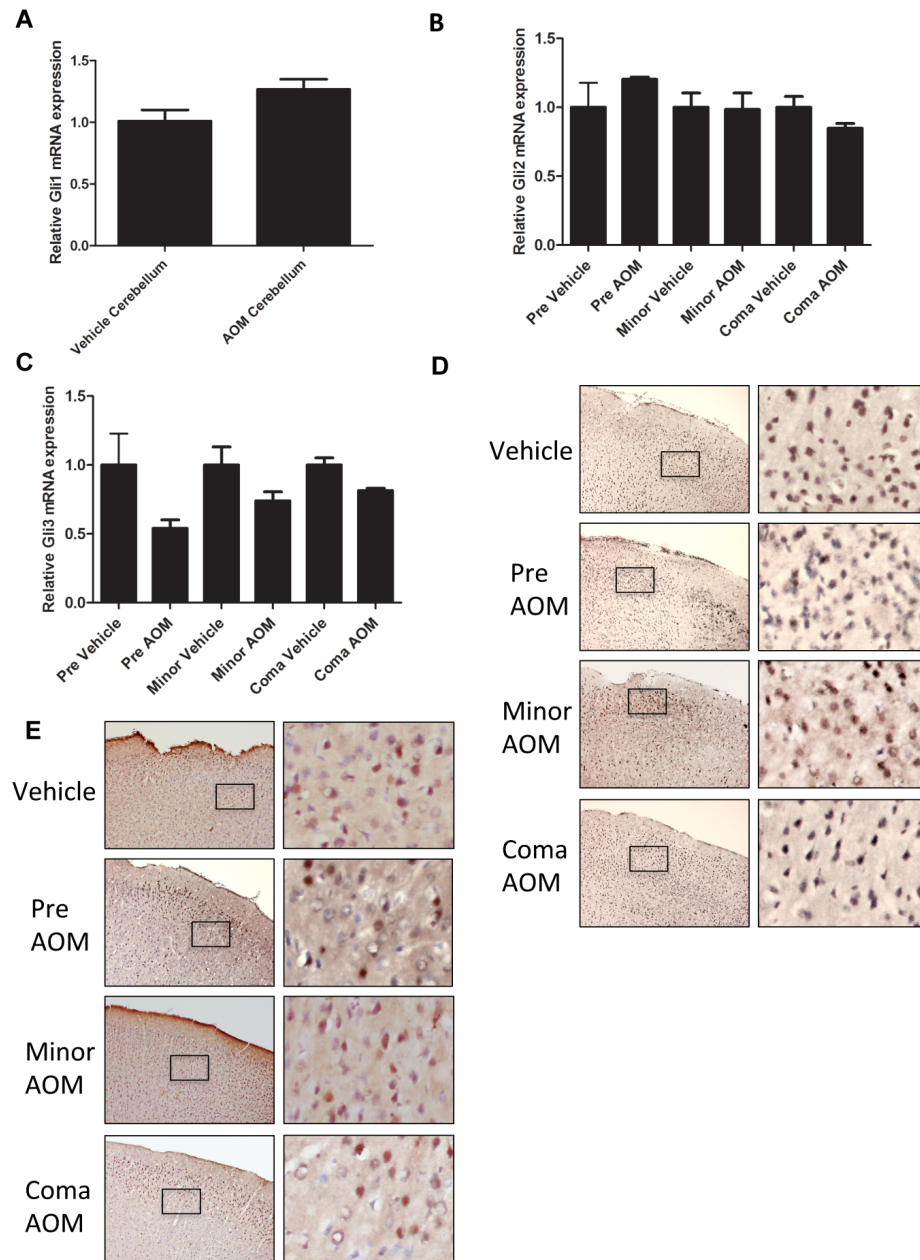 A
Relative Gli1 mRNA expression
1.5
1.0
0.5
0.0
Vehicle Cerebellum
AOM Cerebellum
B
Relative Gli2 mRNA expression
1.5
1.0
0.5
0.0
Pre Vehicle
Pre AOM
Minor Vehicle
Minor AOM
Coma Vehicle
Coma AOM
C
Relative Gli3 mRNA expression
1.5
1.0
0.5
0.0
Pre Vehicle
Pre AOM
Minor Vehicle
Minor AOM
Coma Vehicle
Coma AOM
D
Vehicle
Pre
AOM
Minor
AOM
Coma
AOM
E
Vehicle
Pre
AOM
Minor
AOM
Coma
AOM